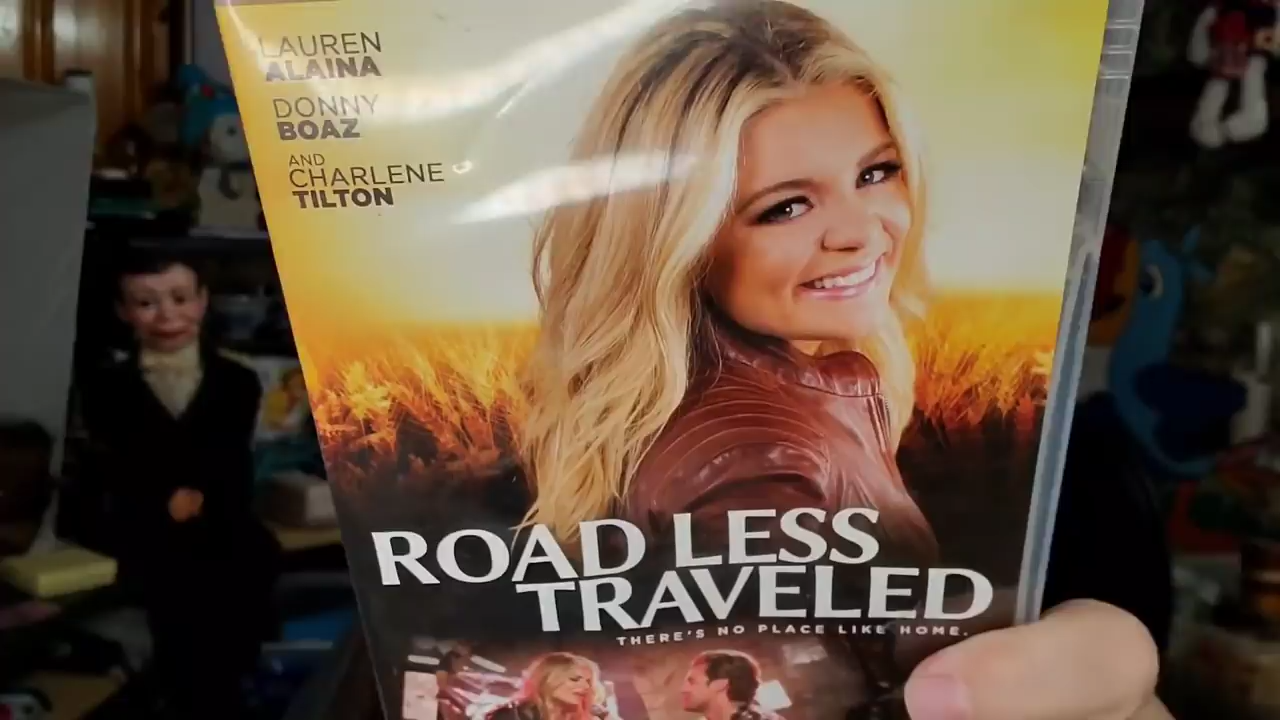 LAUREN
ALAINA
DONNY
BOAZ
AND
CHARLENE
TILTON
ROAD LESS
TRAVELED
THERE'S NO PLACE LIKE HOME.